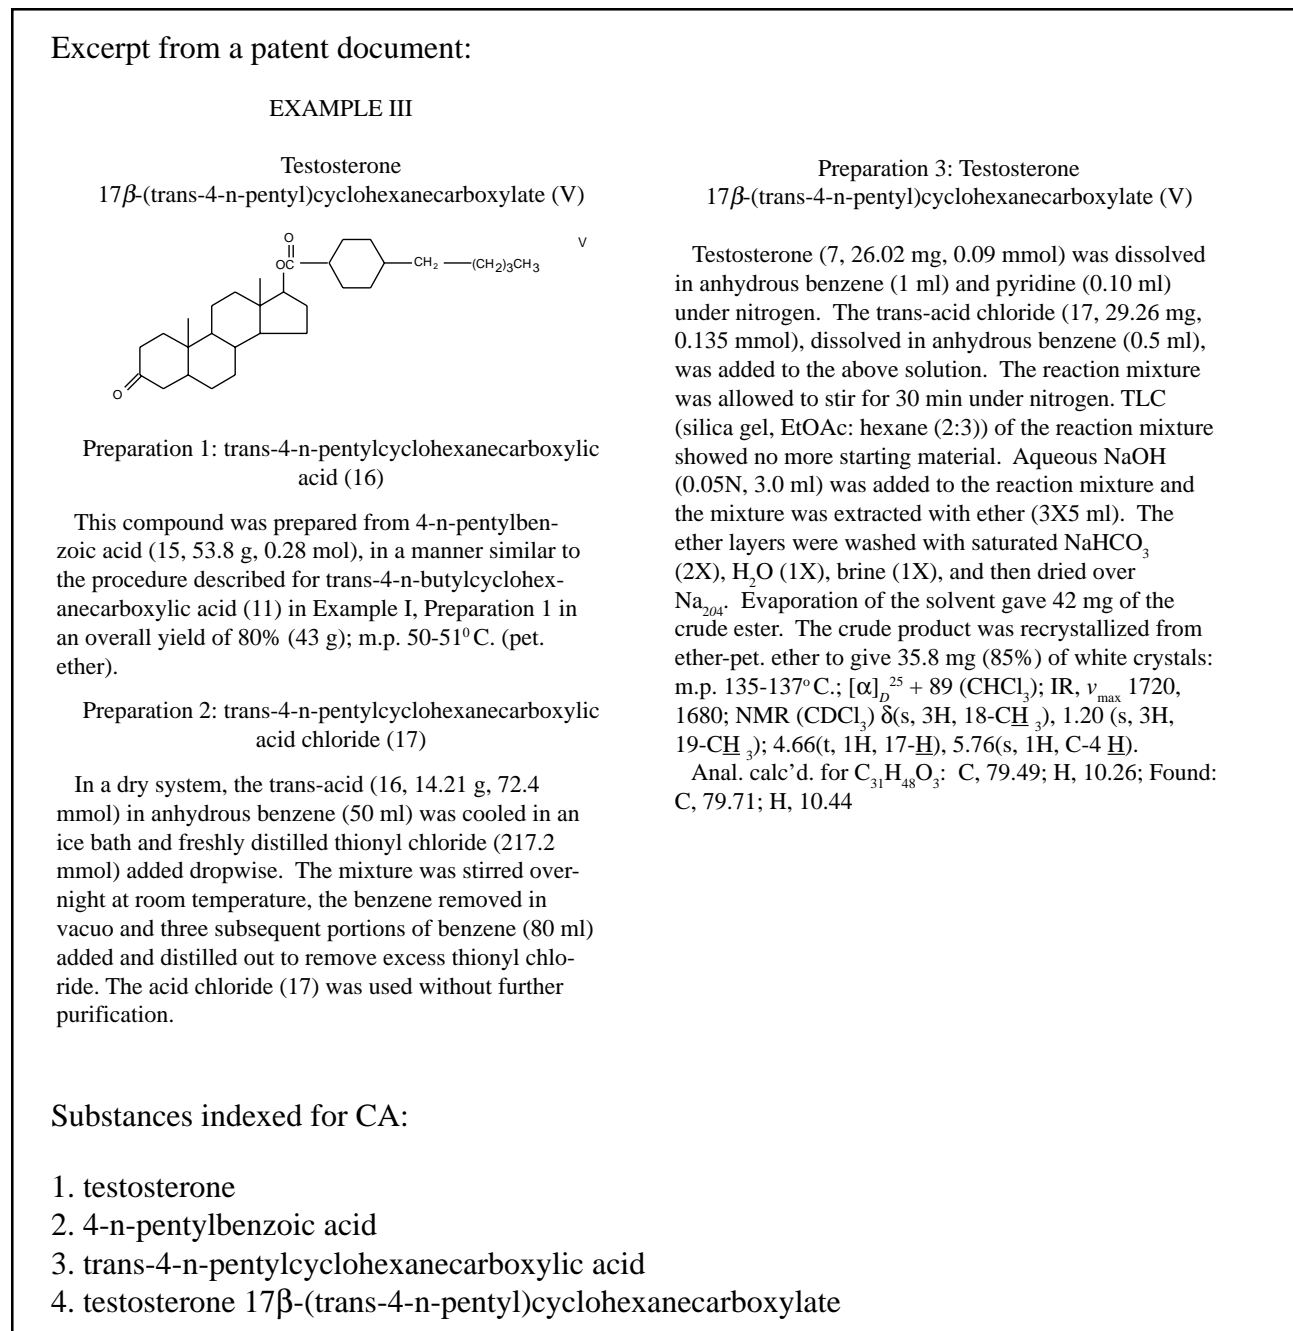 Excerpt from a patent document:
EXAMPLE III
Testosterone
17β-(trans-4-n-pentyl)cyclohexanecarboxylate (V)
O
OC
CH2
(CH2)3CH3
V
O
Preparation 1: trans-4-n-pentylcyclohexanecarboxylic
acid (16)
This compound was prepared from 4-n-pentylben-
zoic acid (15, 53.8 g, 0.28 mol), in a manner similar to
the procedure described for trans-4-n-butylcyclohex-
anecarboxylic acid (11) in Example I, Preparation 1 in
an overall yield of 80% (43 g); m.p. 50-51⁰ C. (pet.
ether).
Preparation 2: trans-4-n-pentylcyclohexanecarboxylic
acid chloride (17)
In a dry system, the trans-acid (16, 14.21 g, 72.4
mmol) in anhydrous benzene (50 ml) was cooled in an
ice bath and freshly distilled thionyl chloride (217.2
mmol) added dropwise. The mixture was stirred over-
night at room temperature, the benzene removed in
vacuo and three subsequent portions of benzene (80 ml)
added and distilled out to remove excess thionyl chlo-
ride. The acid chloride (17) was used without further
purification.
Preparation 3: Testosterone
17β-(trans-4-n-pentyl)cyclohexanecarboxylate (V)
Testosterone (7, 26.02 mg, 0.09 mmol) was dissolved
in anhydrous benzene (1 ml) and pyridine (0.10 ml)
under nitrogen. The trans-acid chloride (17, 29.26 mg,
0.135 mmol), dissolved in anhydrous benzene (0.5 ml),
was added to the above solution. The reaction mixture
was allowed to stir for 30 min under nitrogen. TLC
(silica gel, EtOAc: hexane (2:3)) of the reaction mixture
showed no more starting material. Aqueous NaOH
(0.05N, 3.0 ml) was added to the reaction mixture and
the mixture was extracted with ether (3X5 ml). The
ether layers were washed with saturated NaHCO3
(2X), H2O (1X), brine (1X), and then dried over
Na204. Evaporation of the solvent gave 42 mg of the
crude ester. The crude product was recrystallized from
ether-pet. ether to give 35.8 mg (85%) of white crystals:
m.p. 135-137° C.; [α]D25 + 89 (CHCl3); IR, vmax 1720,
1680; NMR (CDCl3) δ(s, 3H, 18-CH 3), 1.20 (s, 3H,
19-CH 3); 4.66(t, 1H, 17-H), 5.76(s, 1H, C-4 H).
Anal. calc'd. for C31H48O3: C, 79.49; H, 10.26; Found:
C, 79.71; H, 10.44
Substances indexed for CA:
1. testosterone
2. 4-n-pentylbenzoic acid
3. trans-4-n-pentylcyclohexanecarboxylic acid
4. testosterone 17β-(trans-4-n-pentyl)cyclohexanecarboxylate